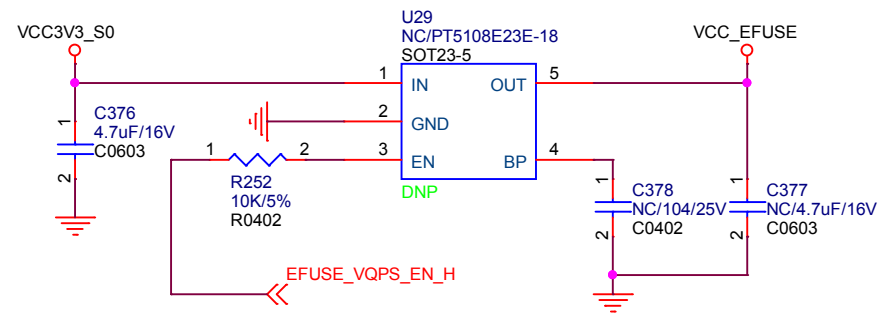 VCC3V3_S0
U29
NC/PT5108E23E-18
SOT23-5
VCC_EFUSE
1 IN OUT 5
2 GND
3 EN BP 4
DNP
1
C376
4.7uF/16V
C0603
2
1 2
R252
10K/5%
R0402
1
C378
NC/104/25V
C0402
2
1
C377
NC/4.7uF/16V
C0603
2
EFUSE_VQPS_EN_H